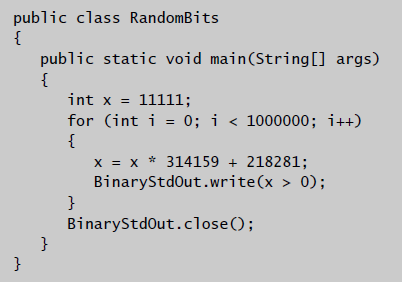 public class RandomBits
{
public static void main(String[] args)
{
int x = 11111;
for (int i = 0; i < 1000000; i++)
{
x = x * 314159 + 218281;
BinaryStdOut.write(x > 0);
}
BinaryStdOut.close();
}
}